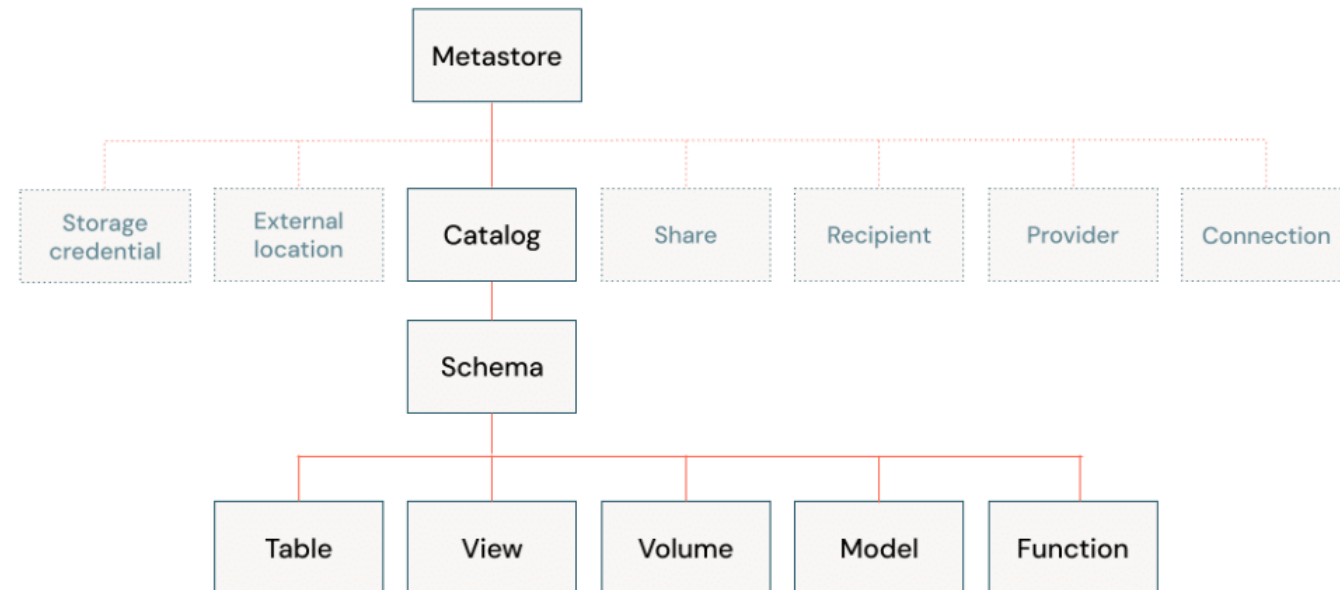 Metastore
Storage
credential
External
location
Catalog
Share
Recipient
Provider
Connection
Schema
Table
View
Volume
Model
Function